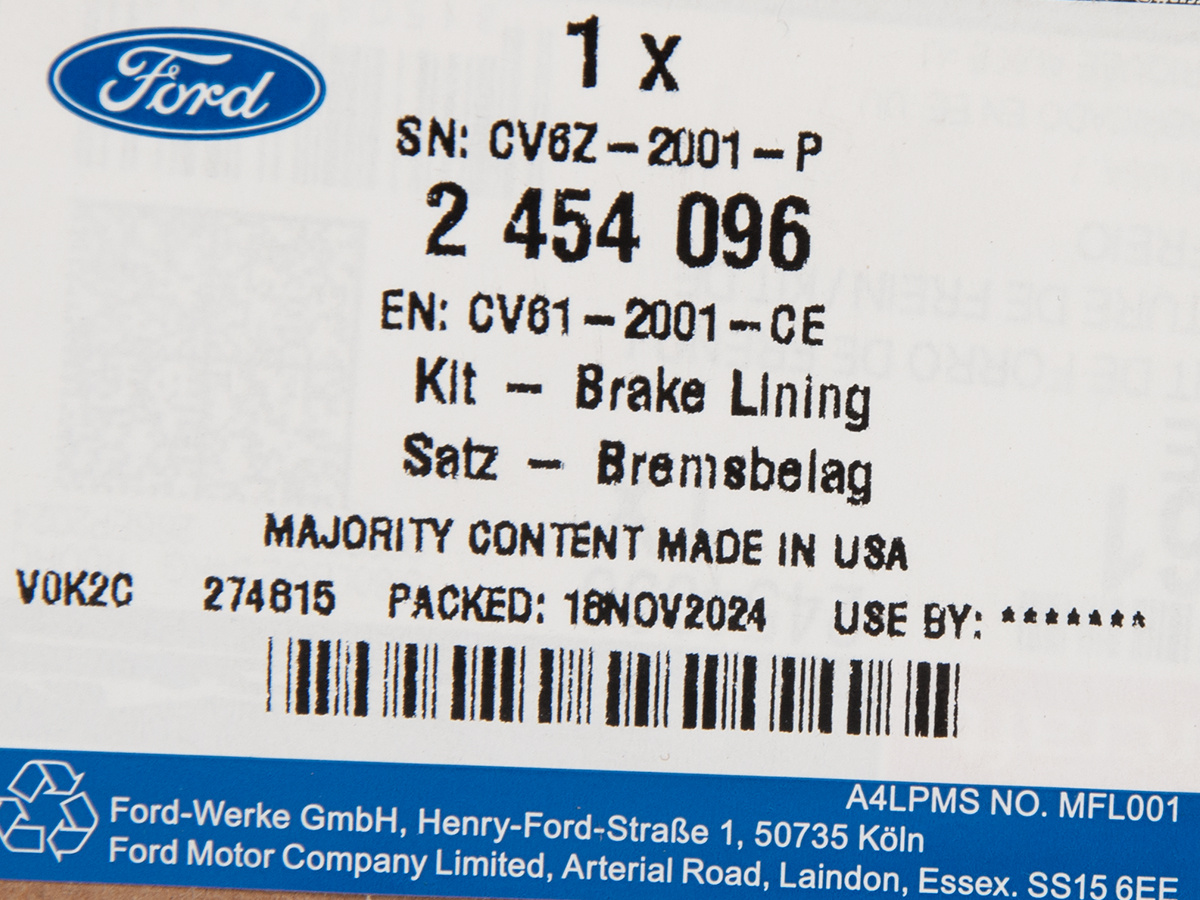 Ford
1 x
SN: CV6Z-2001-P
2 454 096
EN: CV61-2001-CE
Kit - Brake Lining
Satz - Bremsbelag
MAJORITY CONTENT MADE IN USA
V0K2C 274815 PACKED: 18NOV2024 USE BY: *******
A4LPMS NO. MFL001
Ford-Werke GmbH, Henry-Ford-Straße 1, 50735 Köln
Ford Motor Company Limited, Arterial Road, Laindon, Essex. SS15 6EE